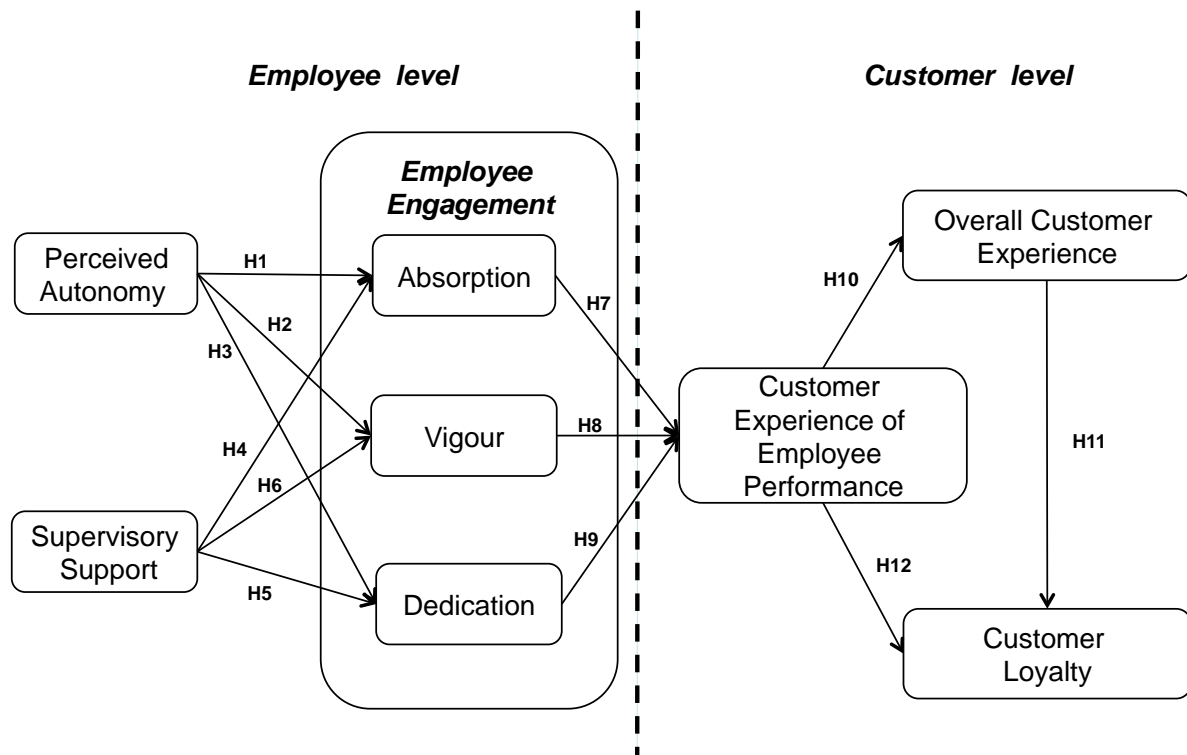 Employee level
Customer level
Employee
Engagement
Perceived
Autonomy
Supervisory
Support
H1
H2
H3
H4
H6
H5
Absorption
Vigour
Dedication
H7
H8
H9
Customer
Experience of
Employee
Performance
H10
H11
H12
Overall Customer
Experience
Customer
Loyalty